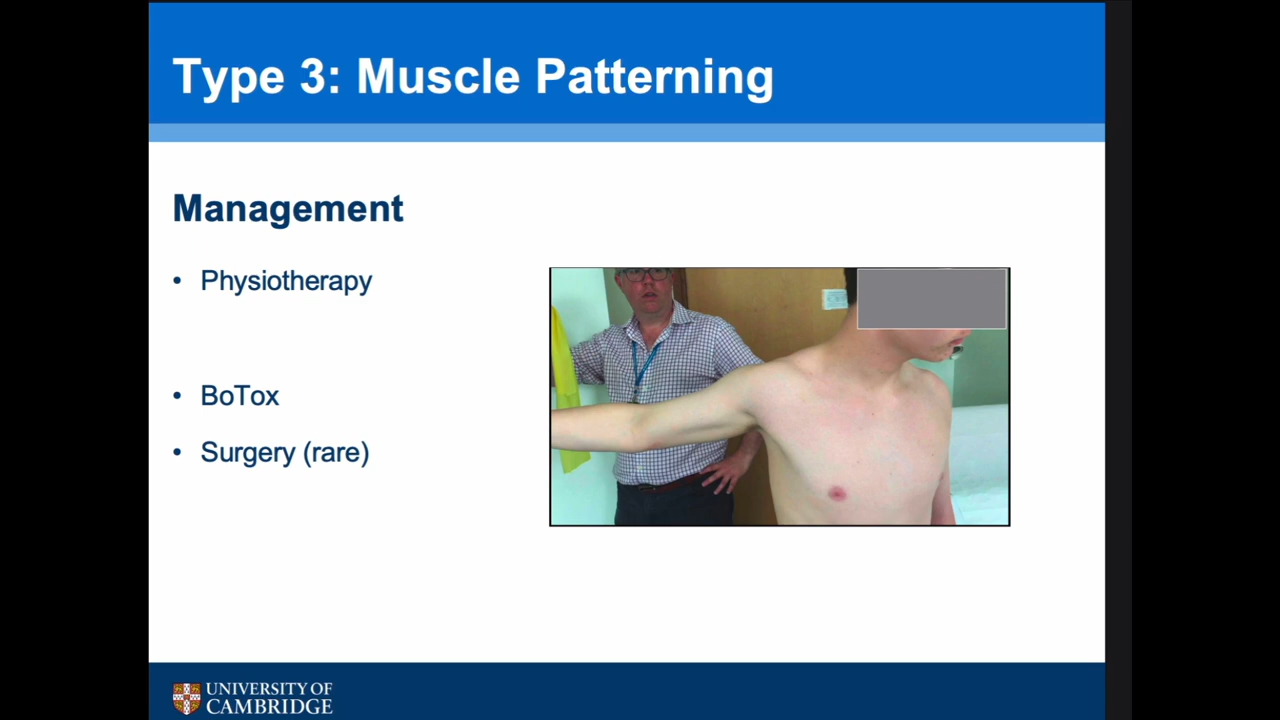 Type 3: Muscle Patterning
Management
• Physiotherapy
• BoTox
• Surgery (rare)
UNIVERSITY OF
CAMBRIDGE